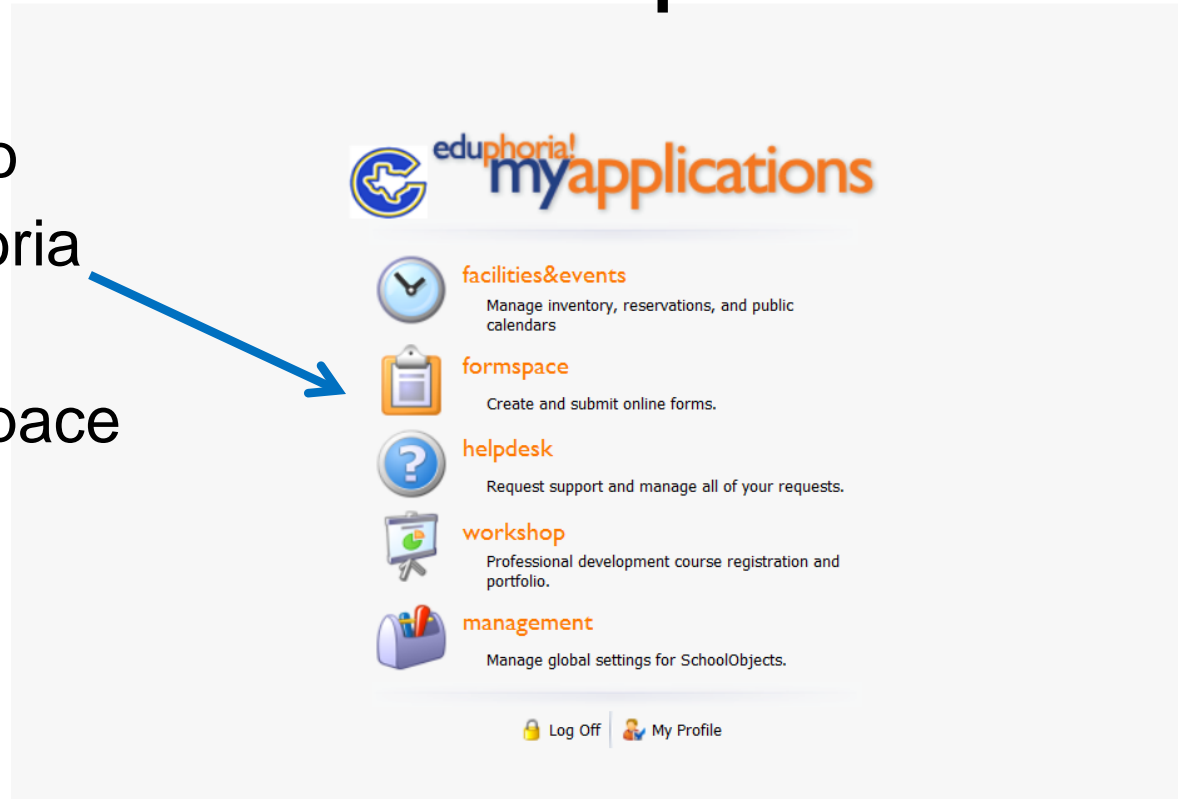 eduphoria!
myapplications
facilities&events
Manage inventory, reservations, and public
calendars
formspace
Create and submit online forms.
helpdesk
Request support and manage all of your requests.
workshop
Professional development course registration and
portfolio.
management
Manage global settings for SchoolObjects.
Log Off
My Profile